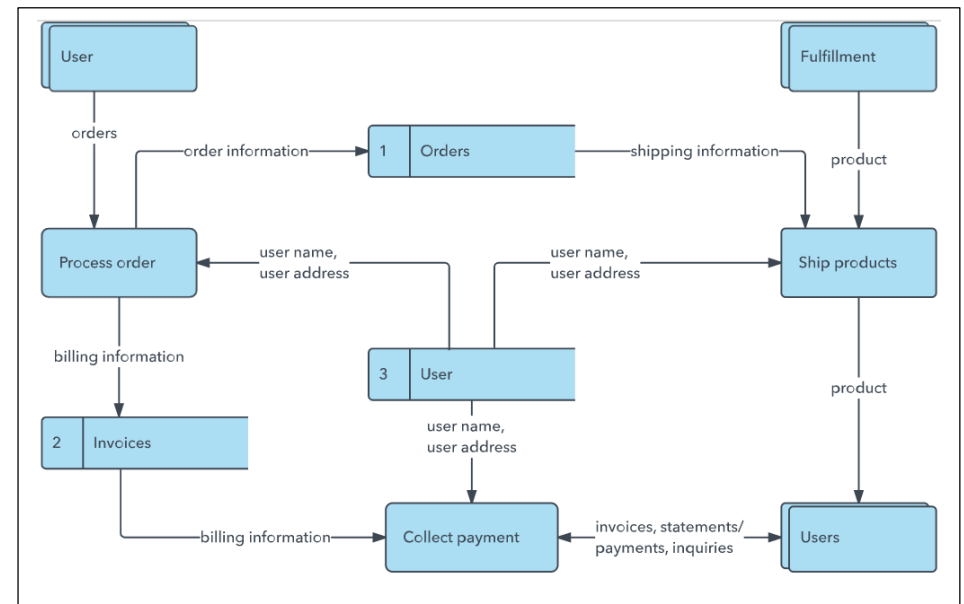 User
Fulfillment
orders
order information
1 Orders
shipping information
product
Process order
user name,
user address
user name,
user address
Ship products
billing information
3 User
product
user name,
user address
2 Invoices
billing information
Collect payment
invoices, statements/
payments, inquiries
Users